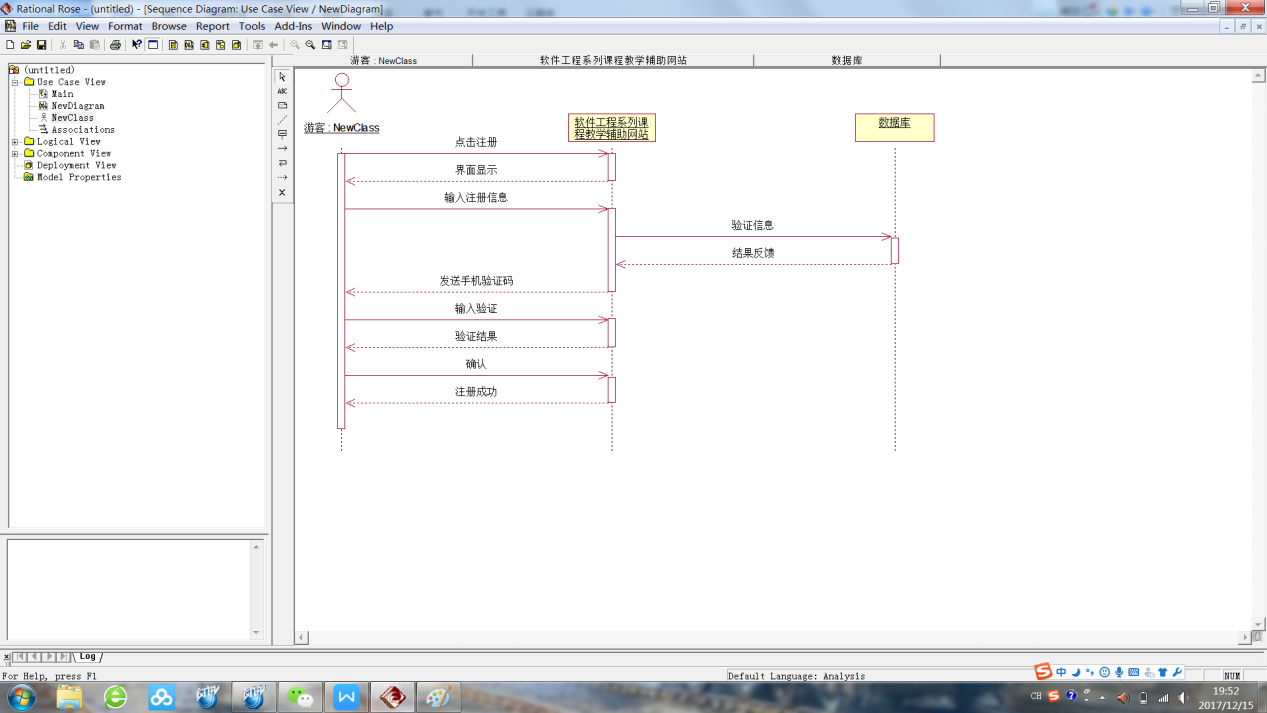 Rational Rose - (untitled) - [Sequence Diagram: Use Case View / NewDiagram]
File Edit View Format Browse Report Tools Add-Ins Window Help
游客 : NewClass
软件工程系列课程教学辅助网站
数据库
(untitled)
Use Case View
Main
NewDiagram
NewClass
Associations
Logical View
Component View
Deployment View
Model Properties
ABC
游客 : NewClass
软件工程系列课
程教学辅助网站
数据库
点击注册
界面显示
输入注册信息
验证信息
结果反馈
发送手机验证码
输入验证
验证结果
确认
注册成功
Log
For Help, press F1
Default Language: Analysis
NUM
中
CH
19:52
2017/12/15